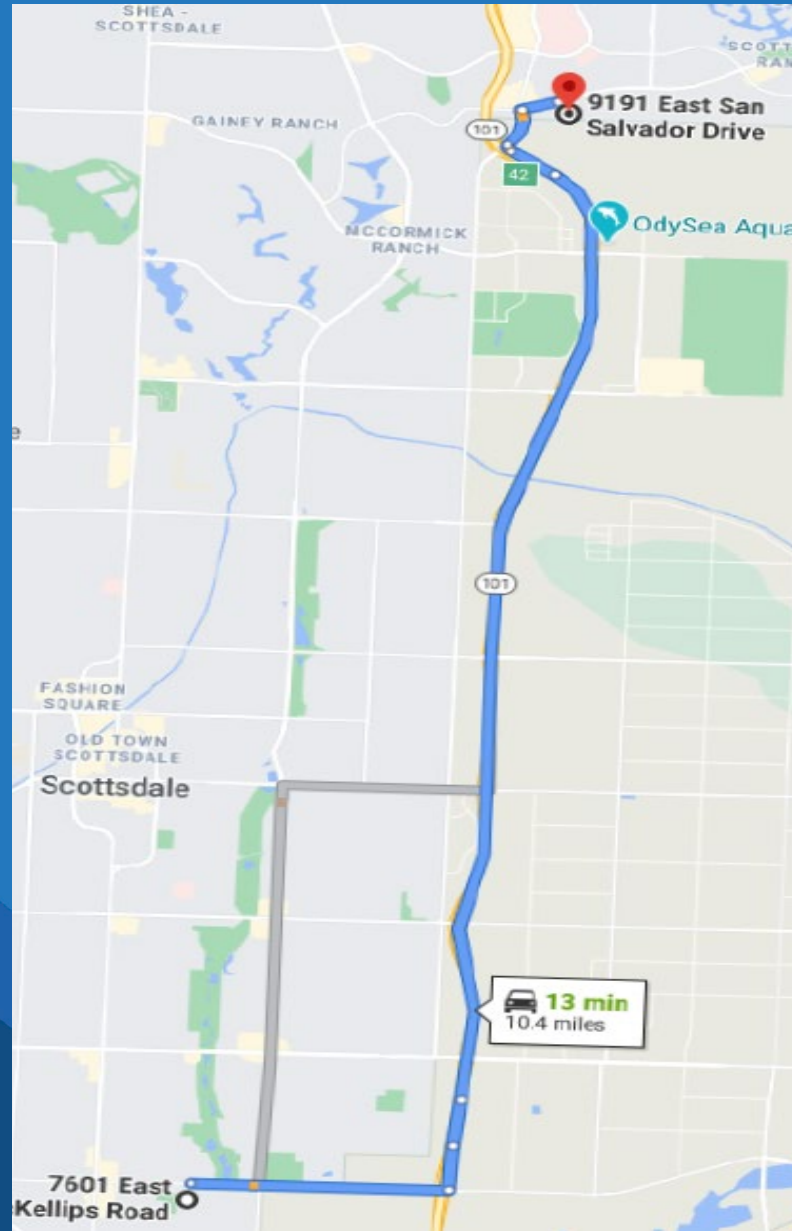 SHEA -
SCOTTSDALE
9191 East San
Salvador Drive
GAINEY RANCH
101
42
MCCORMICK
RANCH
OdySea Aqua
101
FASHION
SQUARE
OLD TOWN
SCOTTSDALE
Scottsdale
13 min
10.4 miles
7601 East
Kellips Road